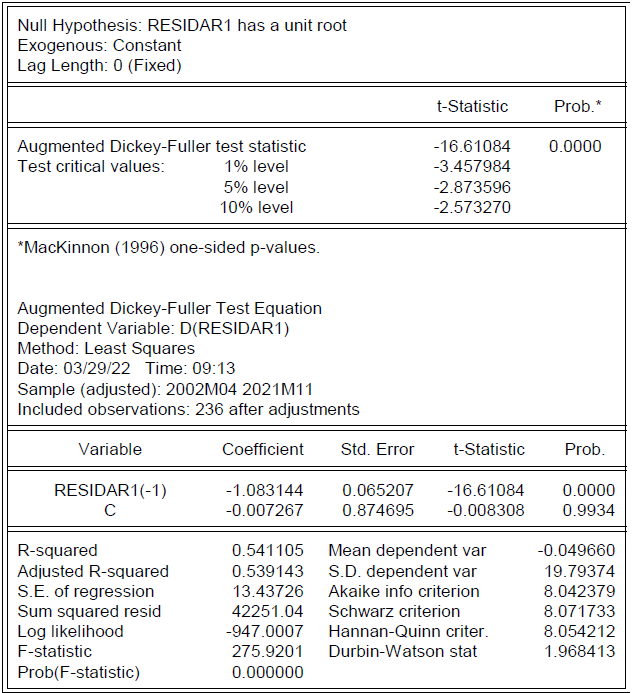 Null Hypothesis: RESIDAR1 has a unit root
Exogenous: Constant
Lag Length: 0 (Fixed)
t-Statistic Prob.*
Augmented Dickey-Fuller test statistic -16.61084 0.0000
Test critical values: 1% level -3.457984
5% level -2.873596
10% level -2.573270
*MacKinnon (1996) one-sided p-values.
Augmented Dickey-Fuller Test Equation
Dependent Variable: D(RESIDAR1)
Method: Least Squares
Date: 03/29/22 Time: 09:13
Sample (adjusted): 2002M04 2021M11
Included observations: 236 after adjustments
Variable Coefficient Std. Error t-Statistic Prob.
RESIDAR1(-1) -1.083144 0.065207 -16.61084 0.0000
C -0.007267 0.874695 -0.008308 0.9934
R-squared 0.541105 Mean dependent var -0.049660
Adjusted R-squared 0.539143 S.D. dependent var 19.79374
S.E. of regression 13.43726 Akaike info criterion 8.042379
Sum squared resid 42251.04 Schwarz criterion 8.071733
Log likelihood -947.0007 Hannan-Quinn criter. 8.054212
F-statistic 275.9201 Durbin-Watson stat 1.968413
Prob(F-statistic) 0.000000